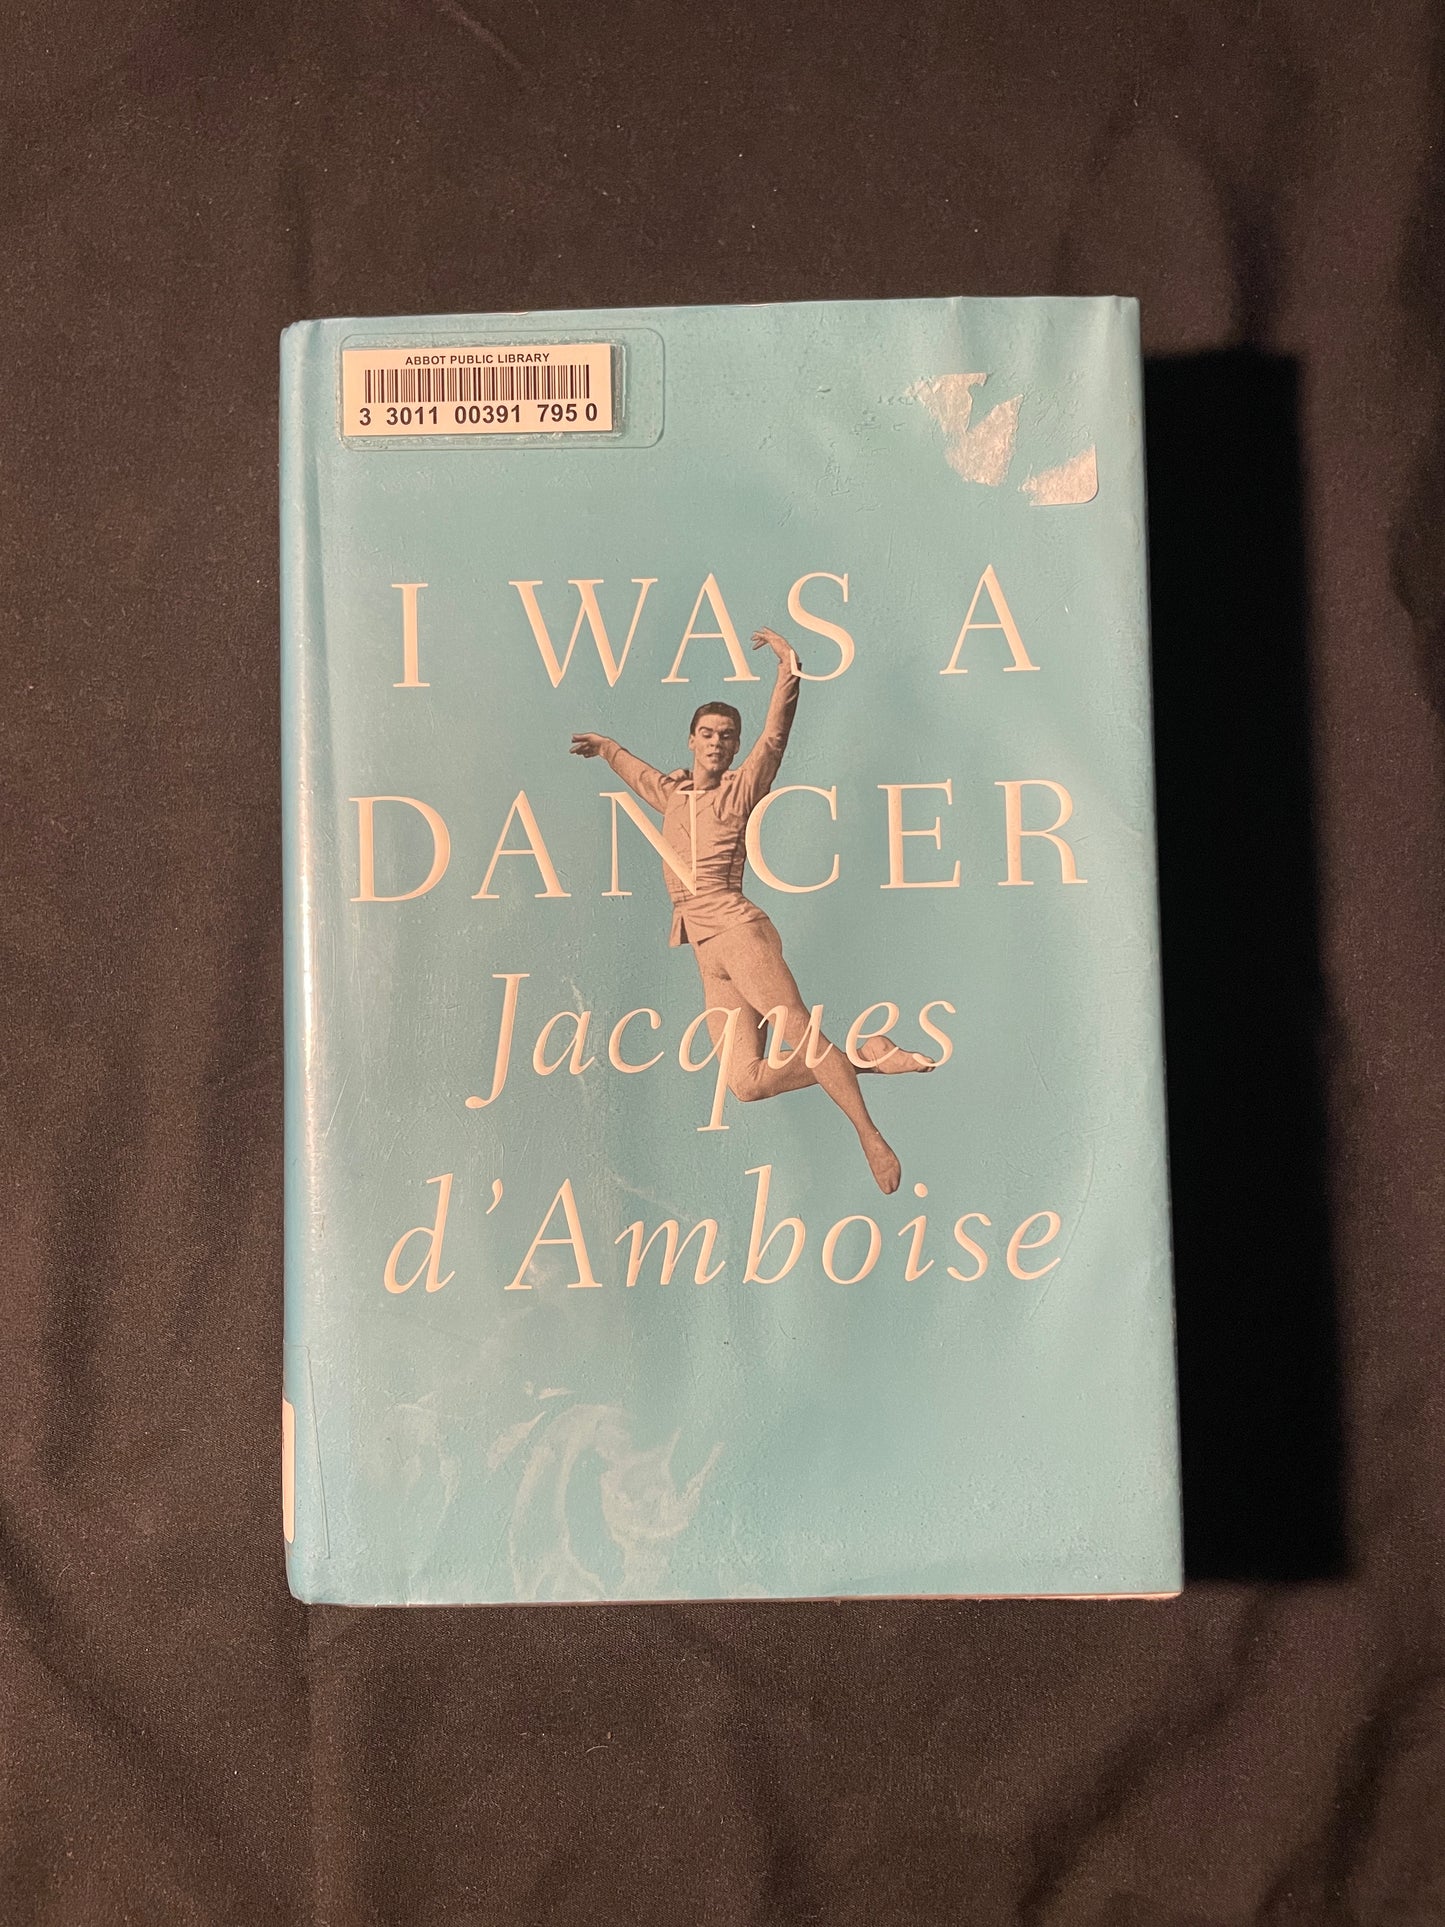 ABBOT PUBLIC LIBRARY
3 3011 00391 795 0
I WAS A
DANCER
Jacques
d'Amboise